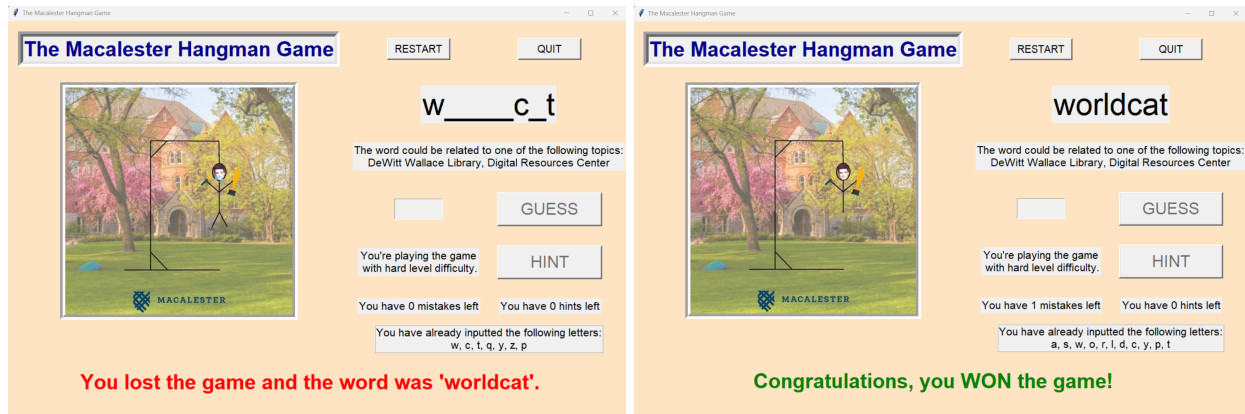 The Macalester Hangman Game
The Macalester Hangman Game
RESTART
QUIT
w____c_t
The word could be related to one of the following topics:
DeWitt Wallace Library, Digital Resources Center
GUESS
You're playing the game
with hard level difficulty.
HINT
MACALESTER
You have 0 mistakes left
You have 0 hints left
You have already inputted the following letters:
w, c, t, q, y, z, p
You lost the game and the word was 'worldcat'.
The Macalester Hangman Game
The Macalester Hangman Game
RESTART
QUIT
worldcat
The word could be related to one of the following topics:
DeWitt Wallace Library, Digital Resources Center
GUESS
You're playing the game
with hard level difficulty.
HINT
MACALESTER
You have 1 mistakes left
You have 0 hints left
You have already inputted the following letters:
a, s, w, o, r, l, d, c, y, p, t
Congratulations, you WON the game!